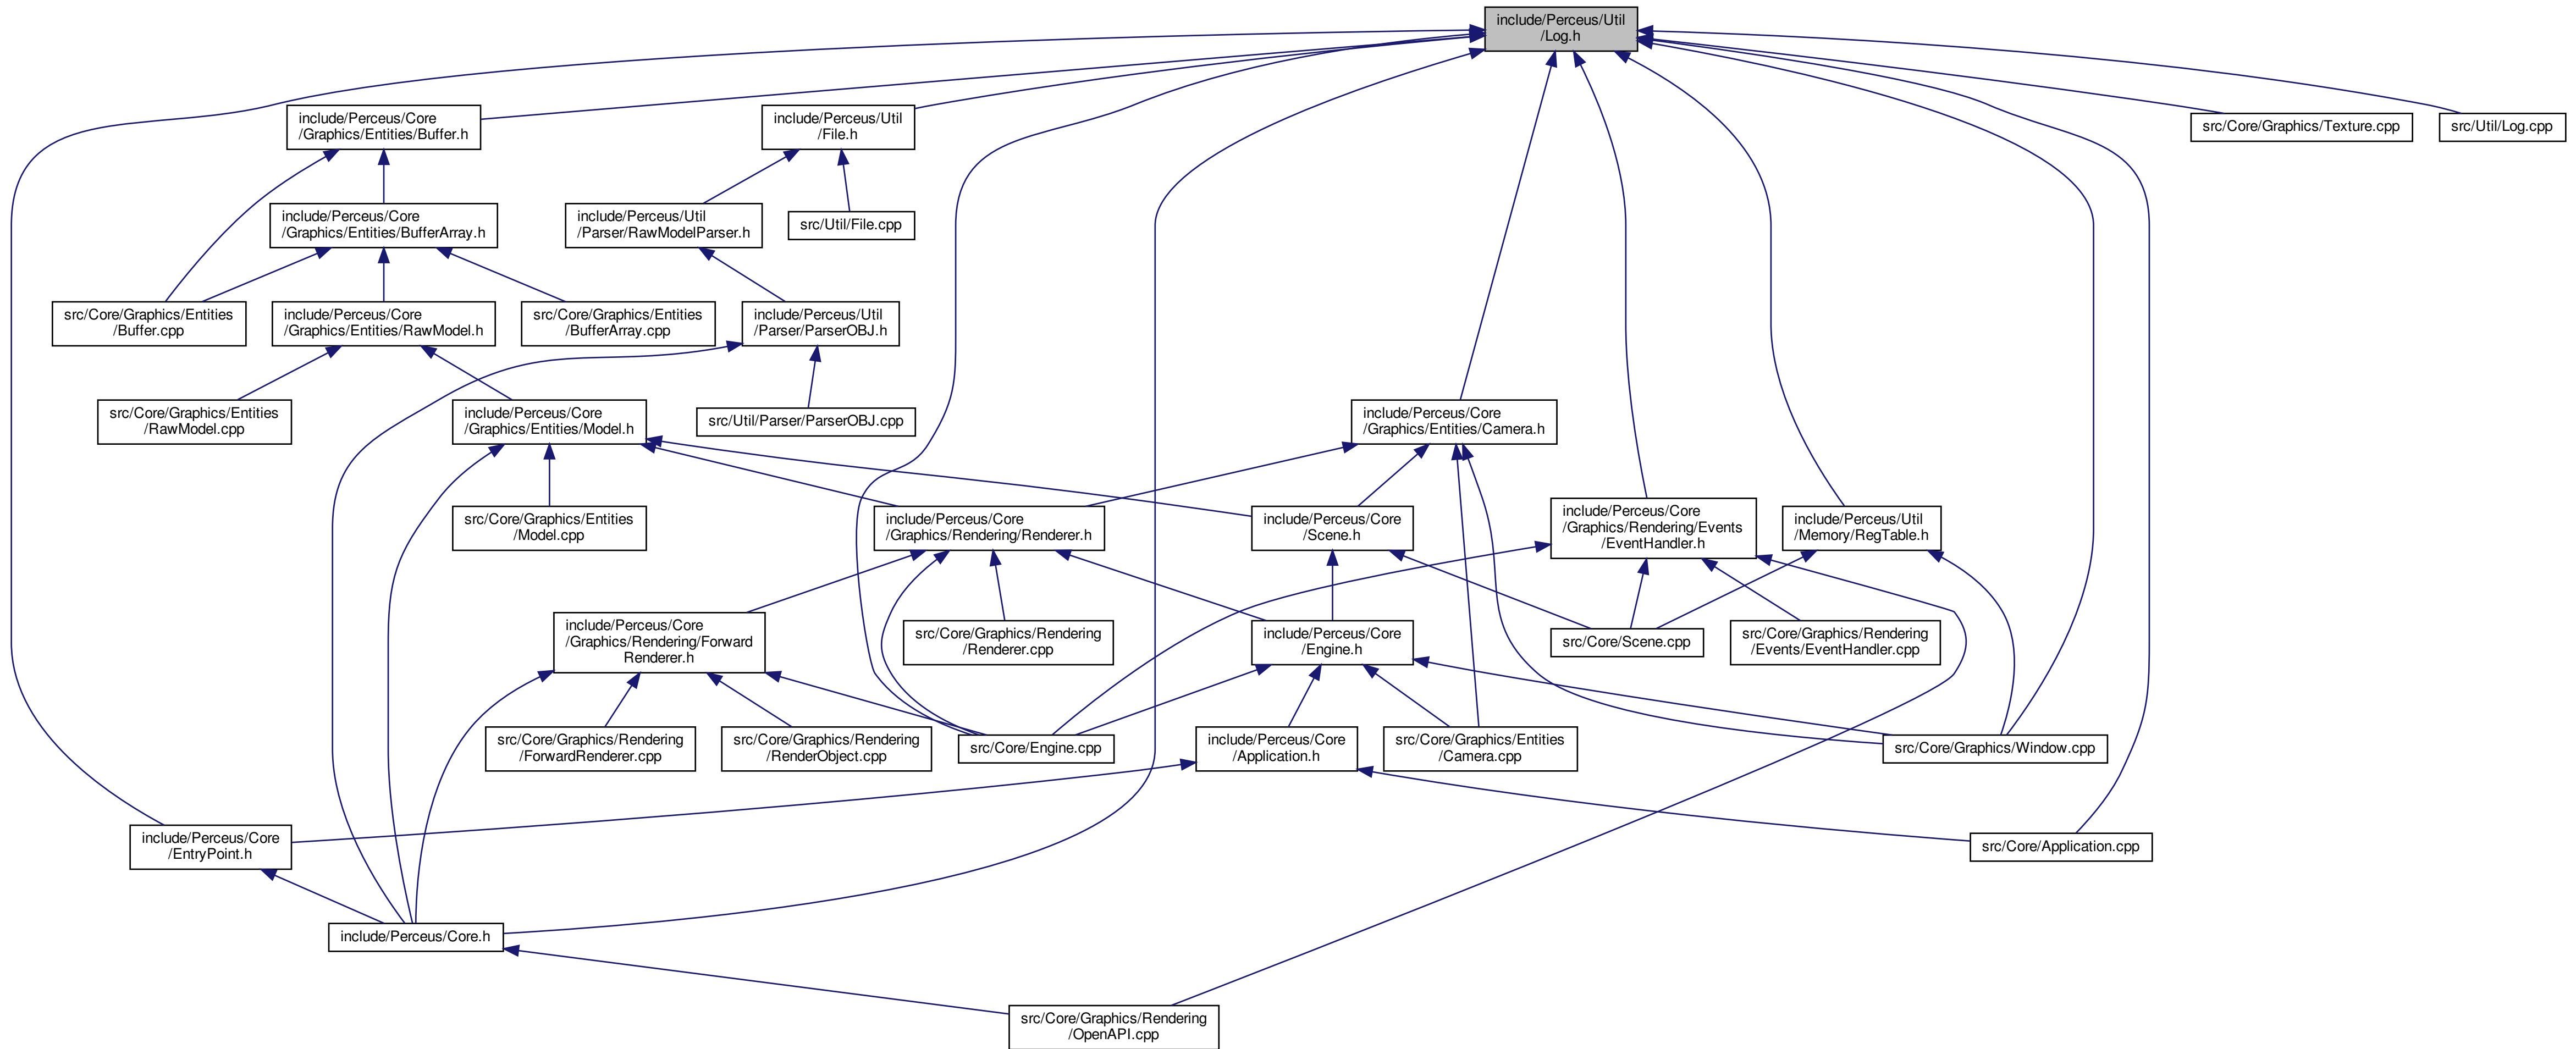 include/Perceus/Util
/Log.h
include/Perceus/Core
/Graphics/Entities/Buffer.h
include/Perceus/Util
/File.h
src/Core/Graphics/Texture.cpp
src/Util/Log.cpp
include/Perceus/Core
/Graphics/Entities/BufferArray.h
include/Perceus/Util
/Parser/RawModelParser.h
src/Util/File.cpp
src/Core/Graphics/Entities
/Buffer.cpp
include/Perceus/Core
/Graphics/Entities/RawModel.h
src/Core/Graphics/Entities
/BufferArray.cpp
include/Perceus/Util
/Parser/ParserOBJ.h
src/Core/Graphics/Entities
/RawModel.cpp
include/Perceus/Core
/Graphics/Entities/Model.h
src/Util/Parser/ParserOBJ.cpp
include/Perceus/Core
/Graphics/Entities/Camera.h
src/Core/Graphics/Entities
/Model.cpp
include/Perceus/Core
/Graphics/Rendering/Renderer.h
include/Perceus/Core
/Scene.h
include/Perceus/Core
/Graphics/Rendering/Events
/EventHandler.h
include/Perceus/Util
/Memory/RegTable.h
include/Perceus/Core
/Graphics/Rendering/Forward
Renderer.h
src/Core/Graphics/Rendering
/Renderer.cpp
include/Perceus/Core
/Engine.h
src/Core/Scene.cpp
src/Core/Graphics/Rendering
/Events/EventHandler.cpp
src/Core/Graphics/Rendering
/ForwardRenderer.cpp
src/Core/Graphics/Rendering
/RenderObject.cpp
src/Core/Engine.cpp
include/Perceus/Core
/Application.h
src/Core/Graphics/Entities
/Camera.cpp
src/Core/Graphics/Window.cpp
include/Perceus/Core
/EntryPoint.h
src/Core/Application.cpp
include/Perceus/Core.h
src/Core/Graphics/Rendering
/OpenAPI.cpp